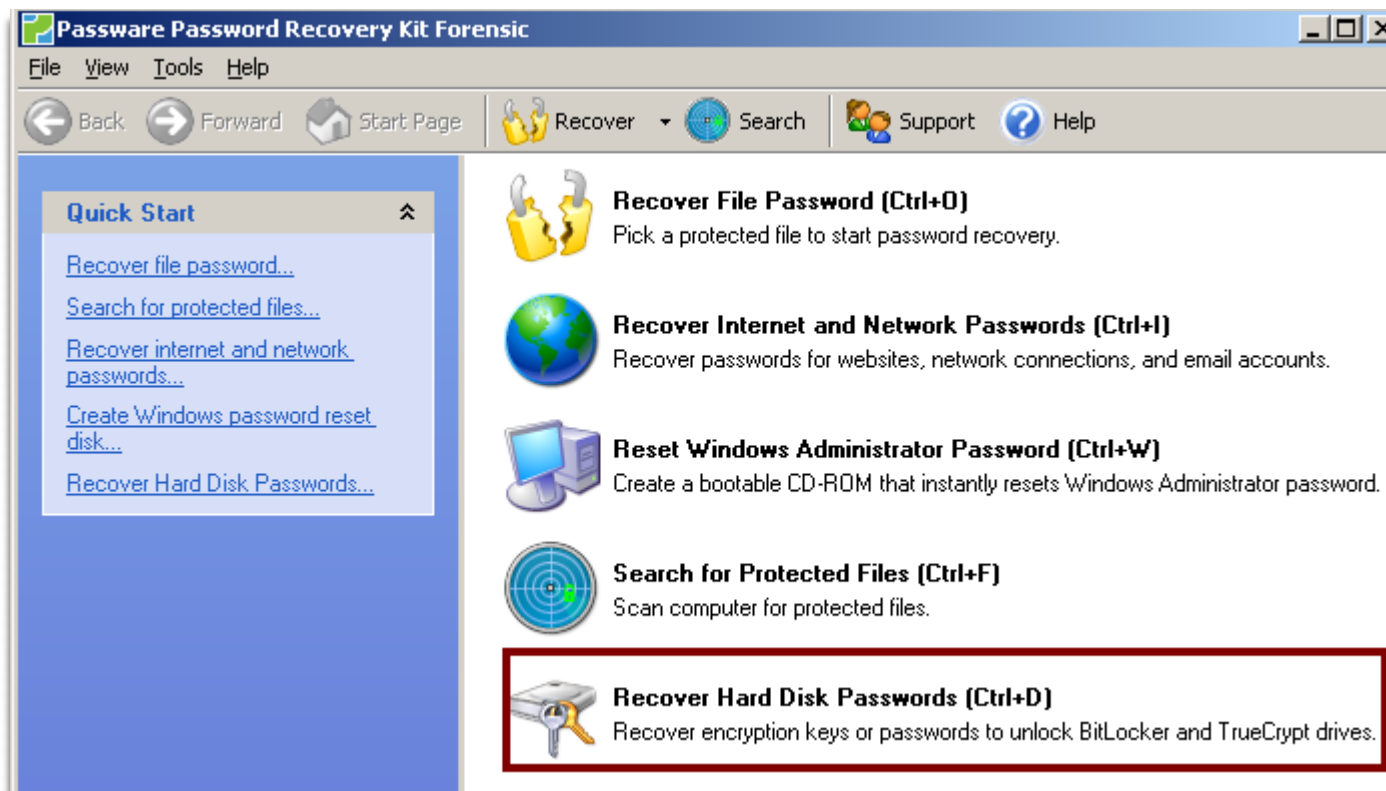 Passware Password Recovery Kit Forensic
File View Tools Help
Back Forward Start Page Recover Search Support Help
Quick Start
Recover file password...
Search for protected files...
Recover internet and network
passwords...
Create Windows password reset
disk...
Recover Hard Disk Passwords...
Recover File Password (Ctrl+O)
Pick a protected file to start password recovery.
Recover Internet and Network Passwords (Ctrl+I)
Recover passwords for websites, network connections, and email accounts.
Reset Windows Administrator Password (Ctrl+W)
Create a bootable CD-ROM that instantly resets Windows Administrator password.
Search for Protected Files (Ctrl+F)
Scan computer for protected files.
Recover Hard Disk Passwords (Ctrl+D)
Recover encryption keys or passwords to unlock BitLocker and TrueCrypt drives.